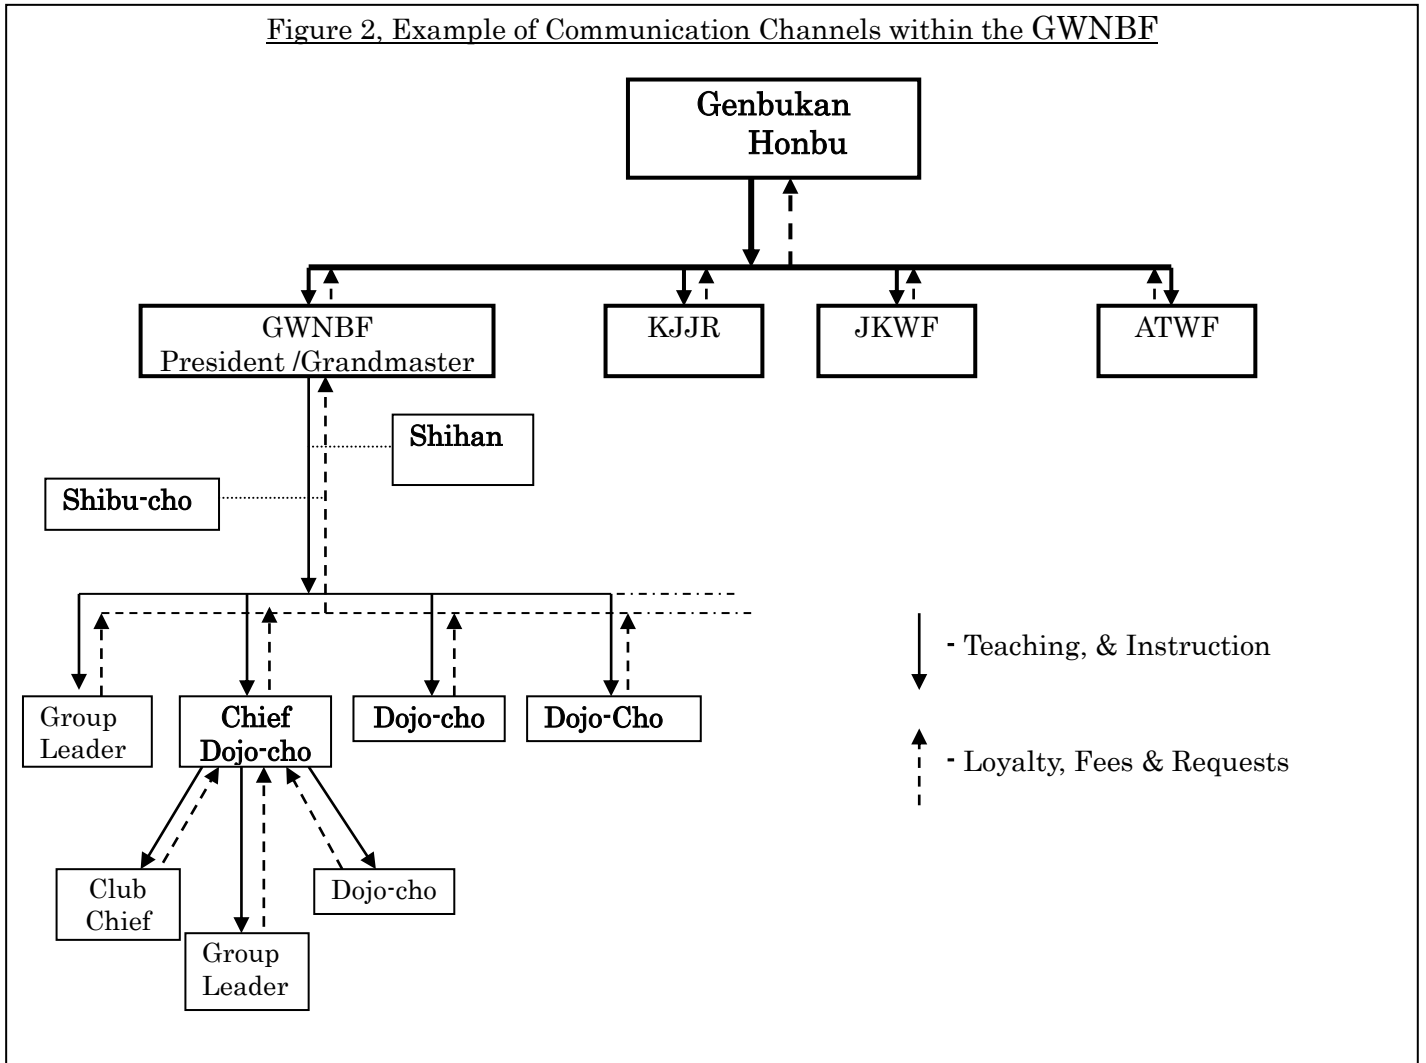 Figure 2, Example of Communication Channels within the GWNBF
Genbukan
Honbu
GWNBF
President /Grandmaster
KJJR
JKWF
ATWF
Shihan
Shibu-cho
- Teaching, & Instruction
Group
Leader
Chief
Dojo-cho
Dojo-cho
Dojo-Cho
- Loyalty, Fees & Requests
Club
Chief
Dojo-cho
Group
Leader